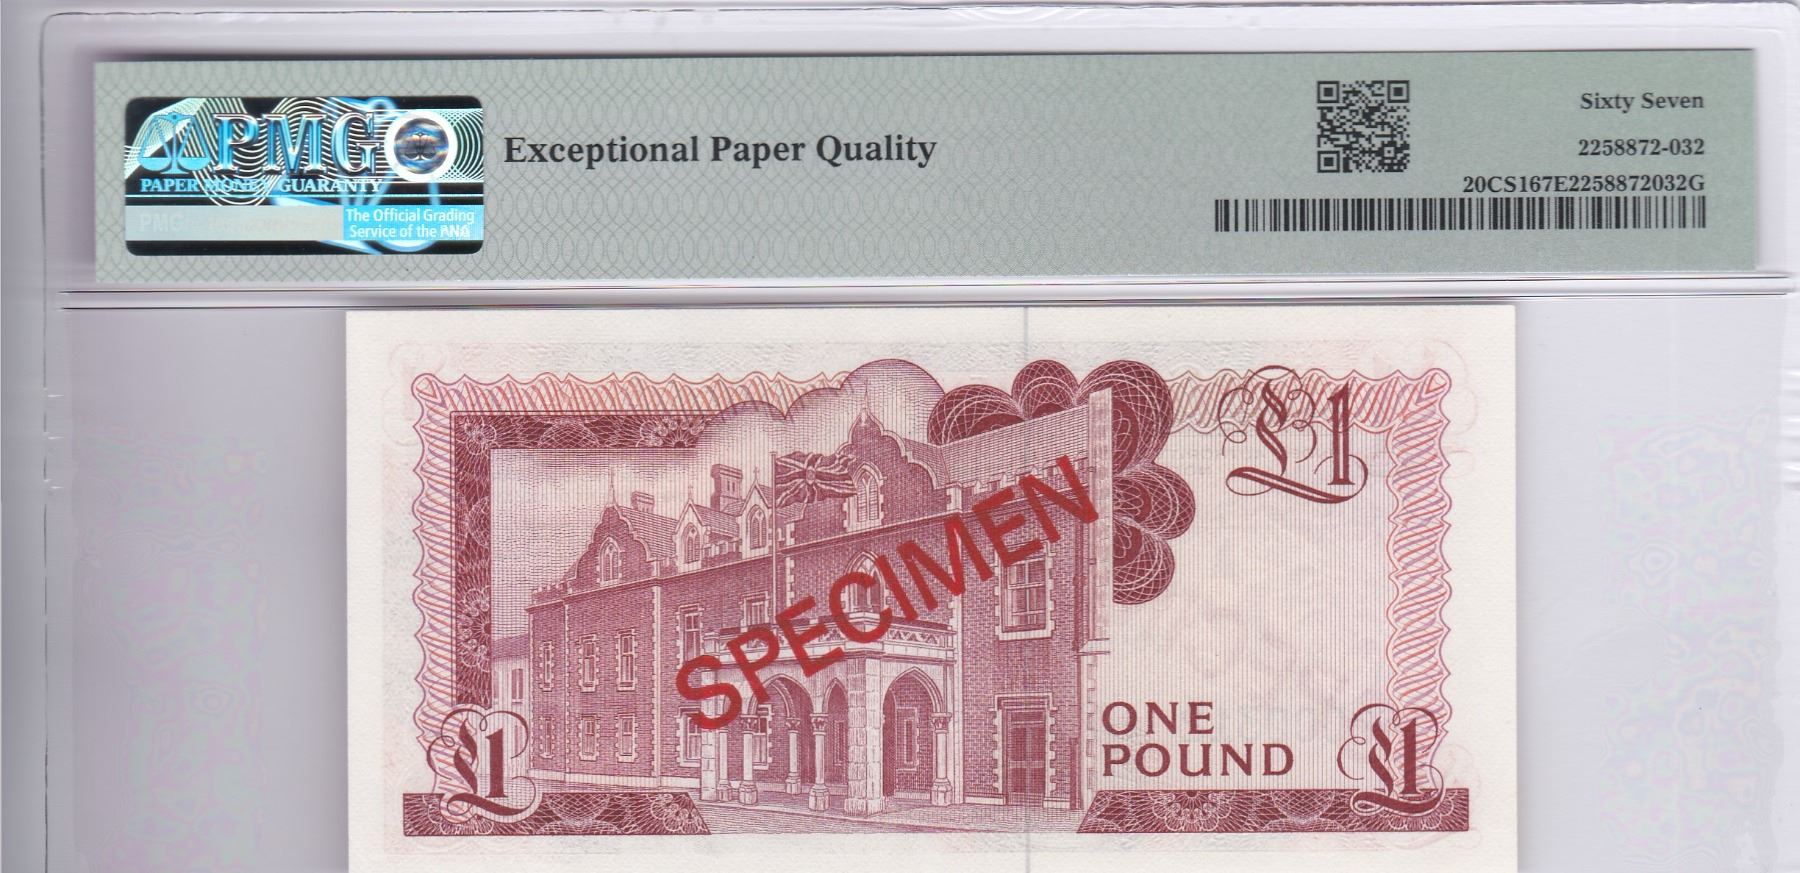 PMG
PAPER MONEY GUARANTY
The Official Grading
Service of the PNG
Exceptional Paper Quality
Sixty Seven
2258872-032
20CS167E2258872032G
£1
SPECIMEN
ONE
POUND
£1
£1